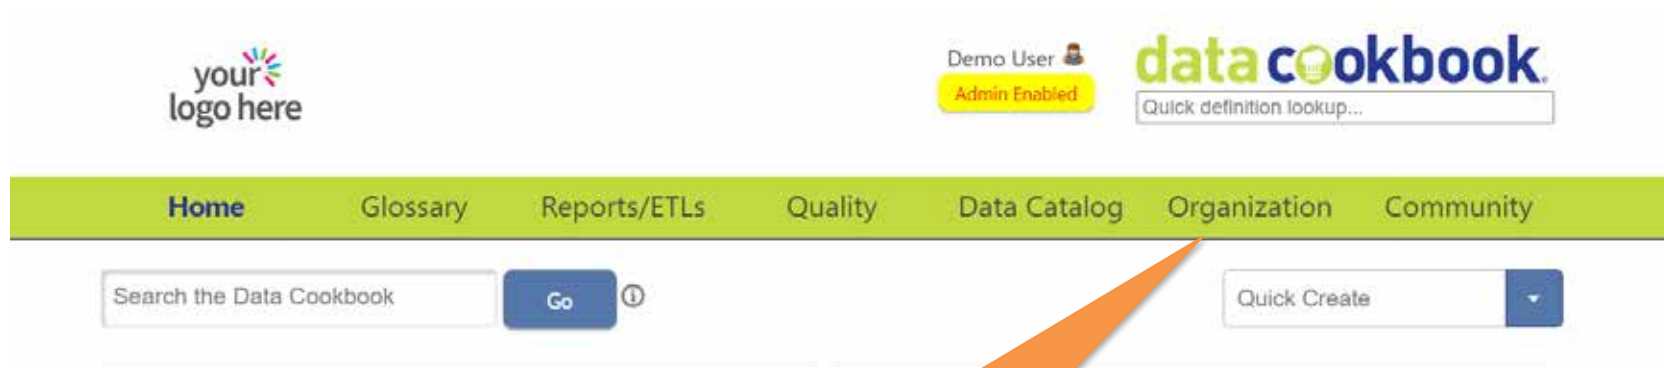 your
logo here
Demo User
Admin Enabled
data cookbook®
Quick definition lookup...
Home Glossary Reports/ETLs Quality Data Catalog Organization Community
Search the Data Cookbook Go Quick Create